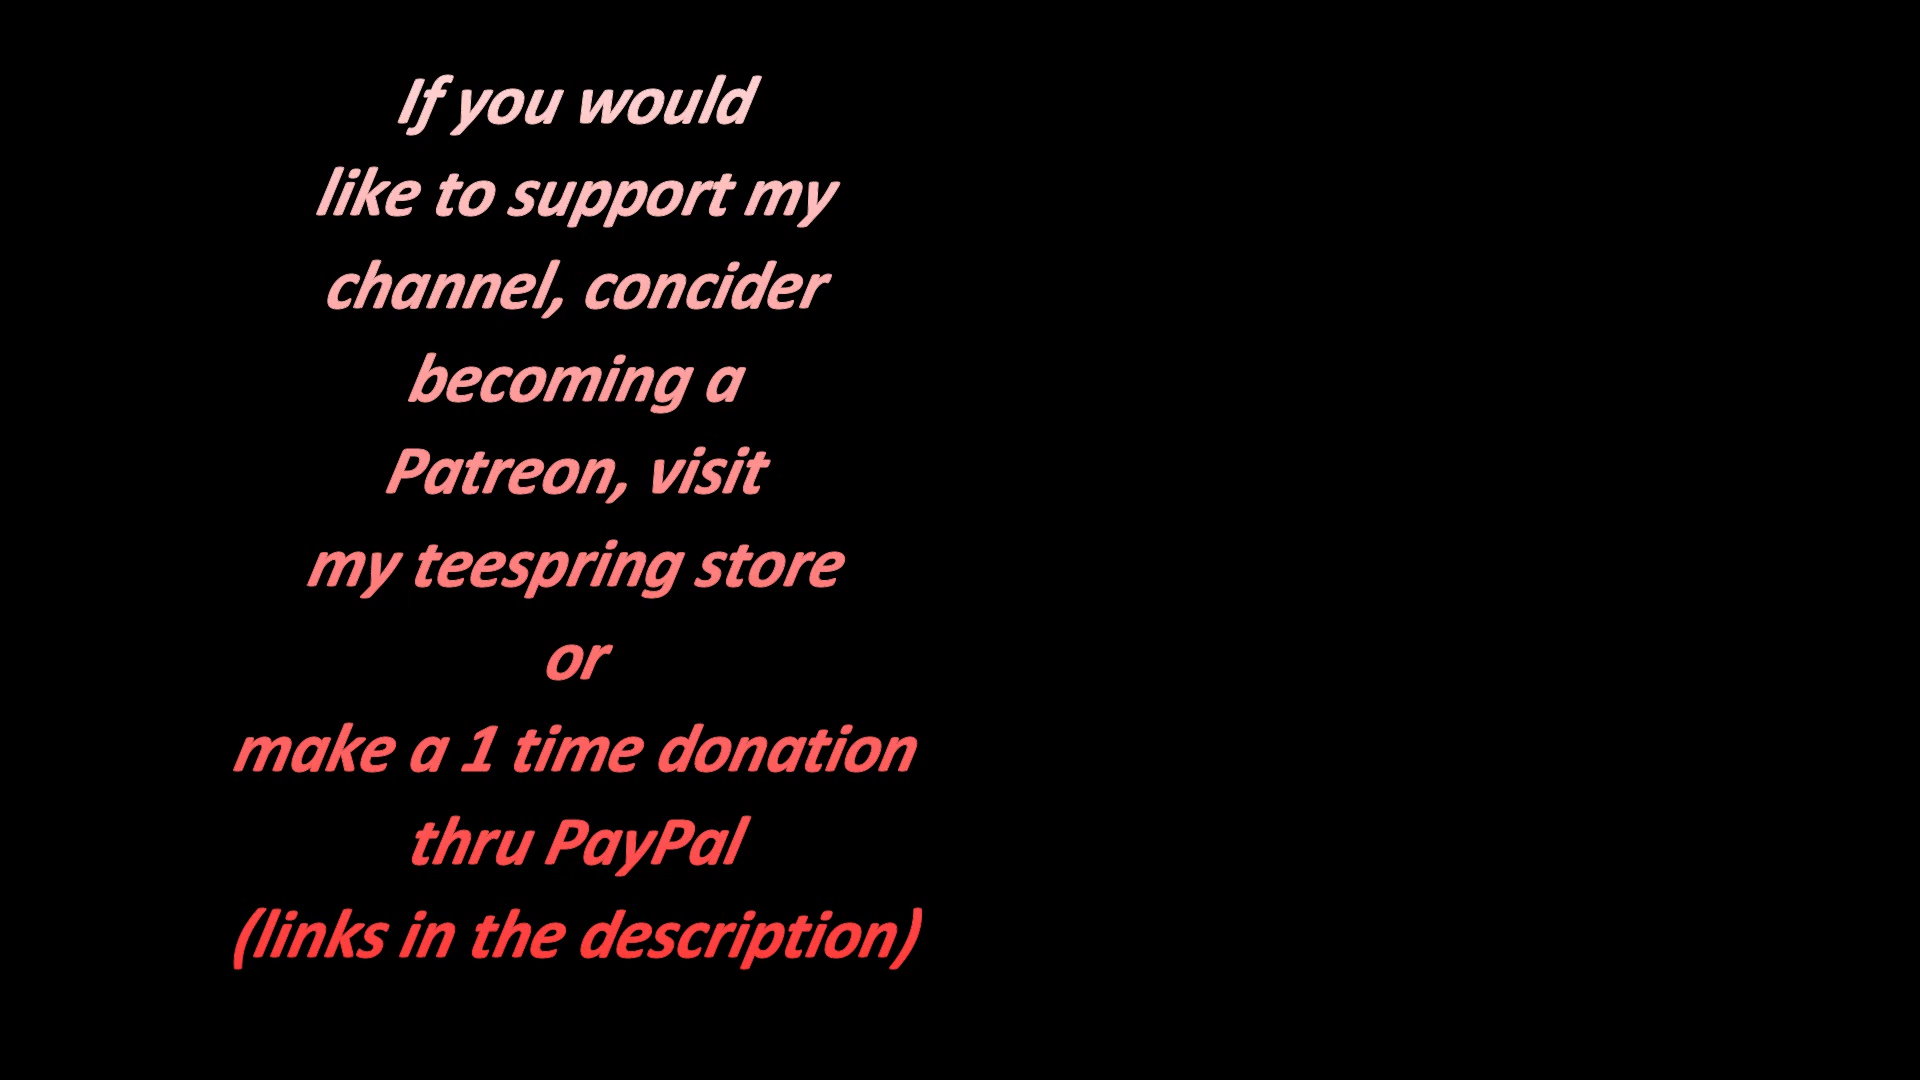 If you would
like to support my
channel, concider
becoming a
Patreon, visit
my teespring store
or
make a 1 time donation
thru PayPal
(links in the description)